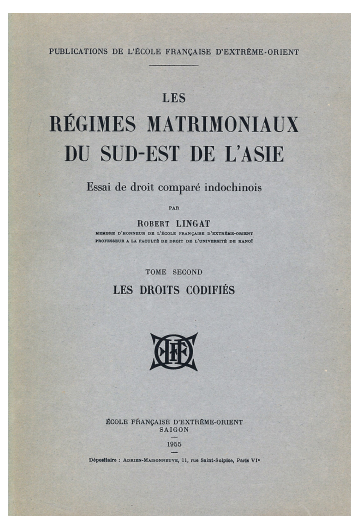 PUBLICATIONS DE L'ÉCOLE FRANÇAISE D'EXTRÊME-ORIENT
LES
RÉGIMES MATRIMONIAUX
DU SUD-EST DE L'ASIE
Essai de droit comparé indochinois
PAR
ROBERT LINGAT
MEMBRE D'HONNEUR DE L'ÉCOLE FRANÇAISE D'EXTRÊME-ORIENT
PROFESSEUR A LA FACULTÉ DE DROIT DE L'UNIVERSITÉ DE HANOÏ
TOME SECOND
LES DROITS CODIFIÉS
ÉCOLE FRANÇAISE D'EXTRÊME-ORIENT
SAIGON
1955
Dépositaire : ADRIEN-MAISONNEUVE, 11, rue Saint-Sulpice, Paris VIe